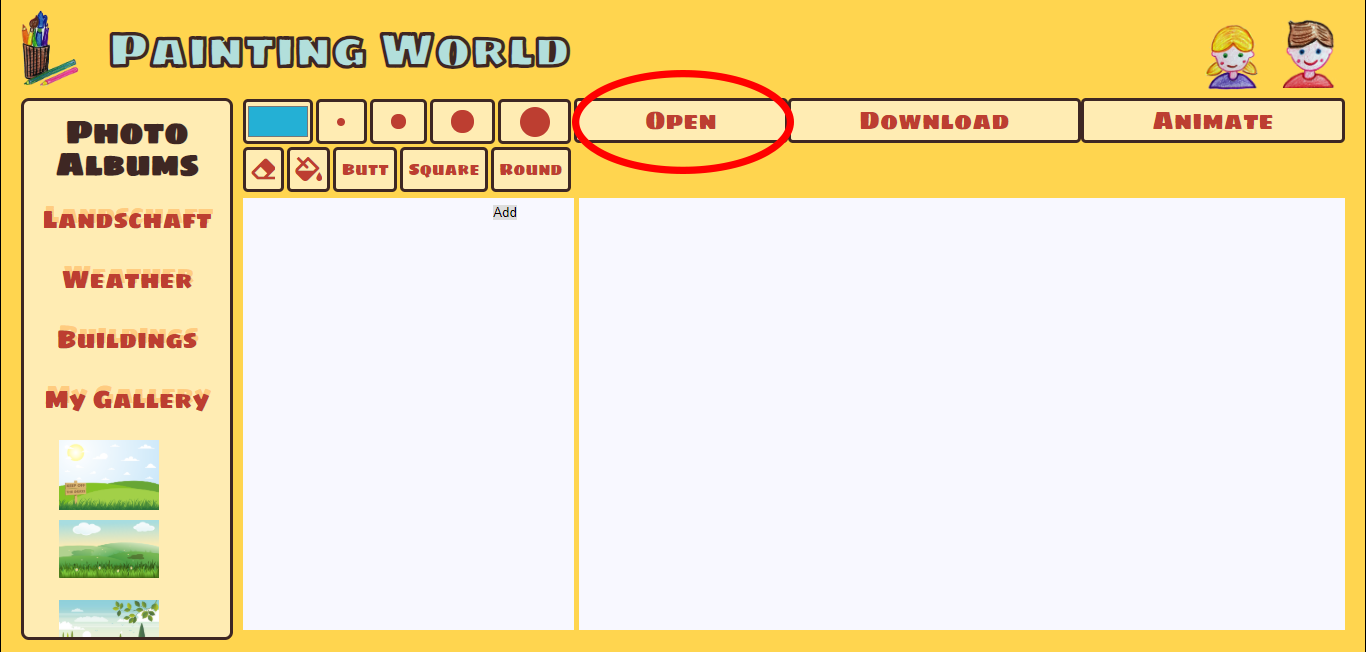 Painting World
Photo
Albums
Landschaft
Weather
Buildings
My Gallery
Open
Download
Animate
Butt
Square
Round
Add